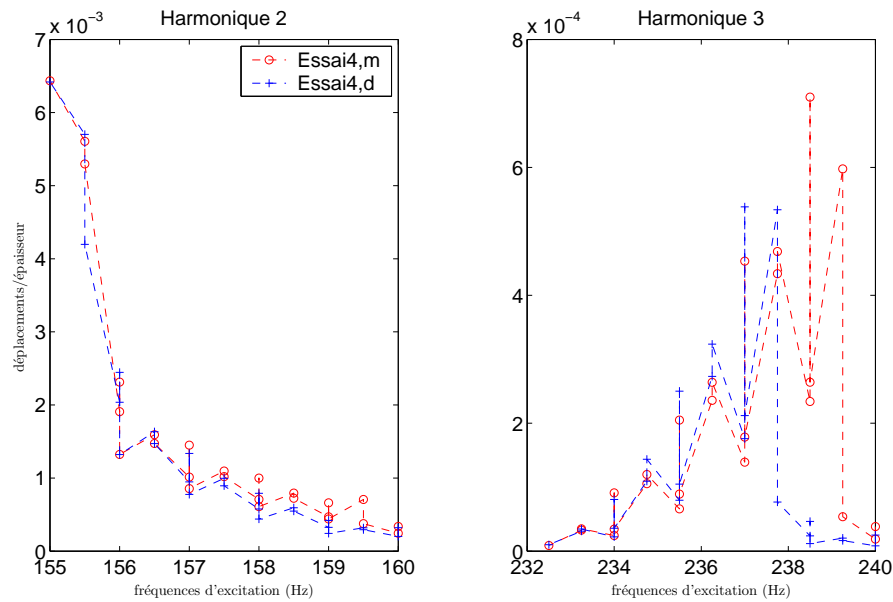 Harmonique 2
x 10⁻³
7
6
5
4
3
2
1
0
155 156 157 158 159 160
déplacements/épaisseur
fréquences d'excitation (Hz)
Essai4,m
Essai4,d
Harmonique 3
x 10⁻⁴
8
6
4
2
0
232 234 236 238 240
fréquences d'excitation (Hz)